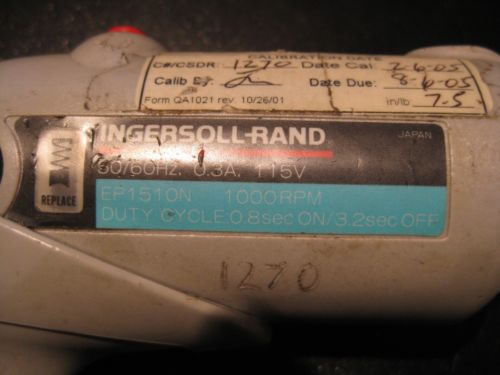 CALIBRATION DATE
C#/CSDR: 1270 Date Cal: 2-6-05
Calib By: Date Due: 8-6-05
Form QA1021 rev. 10/26/01 in/lb 7.5
INGERSOLL-RAND JAPAN
50/60Hz. 0.3A. 115V
EP1510N 1000RPM
DUTY CYCLE:0.8sec ON/3.2sec OFF
REPLACE
1270